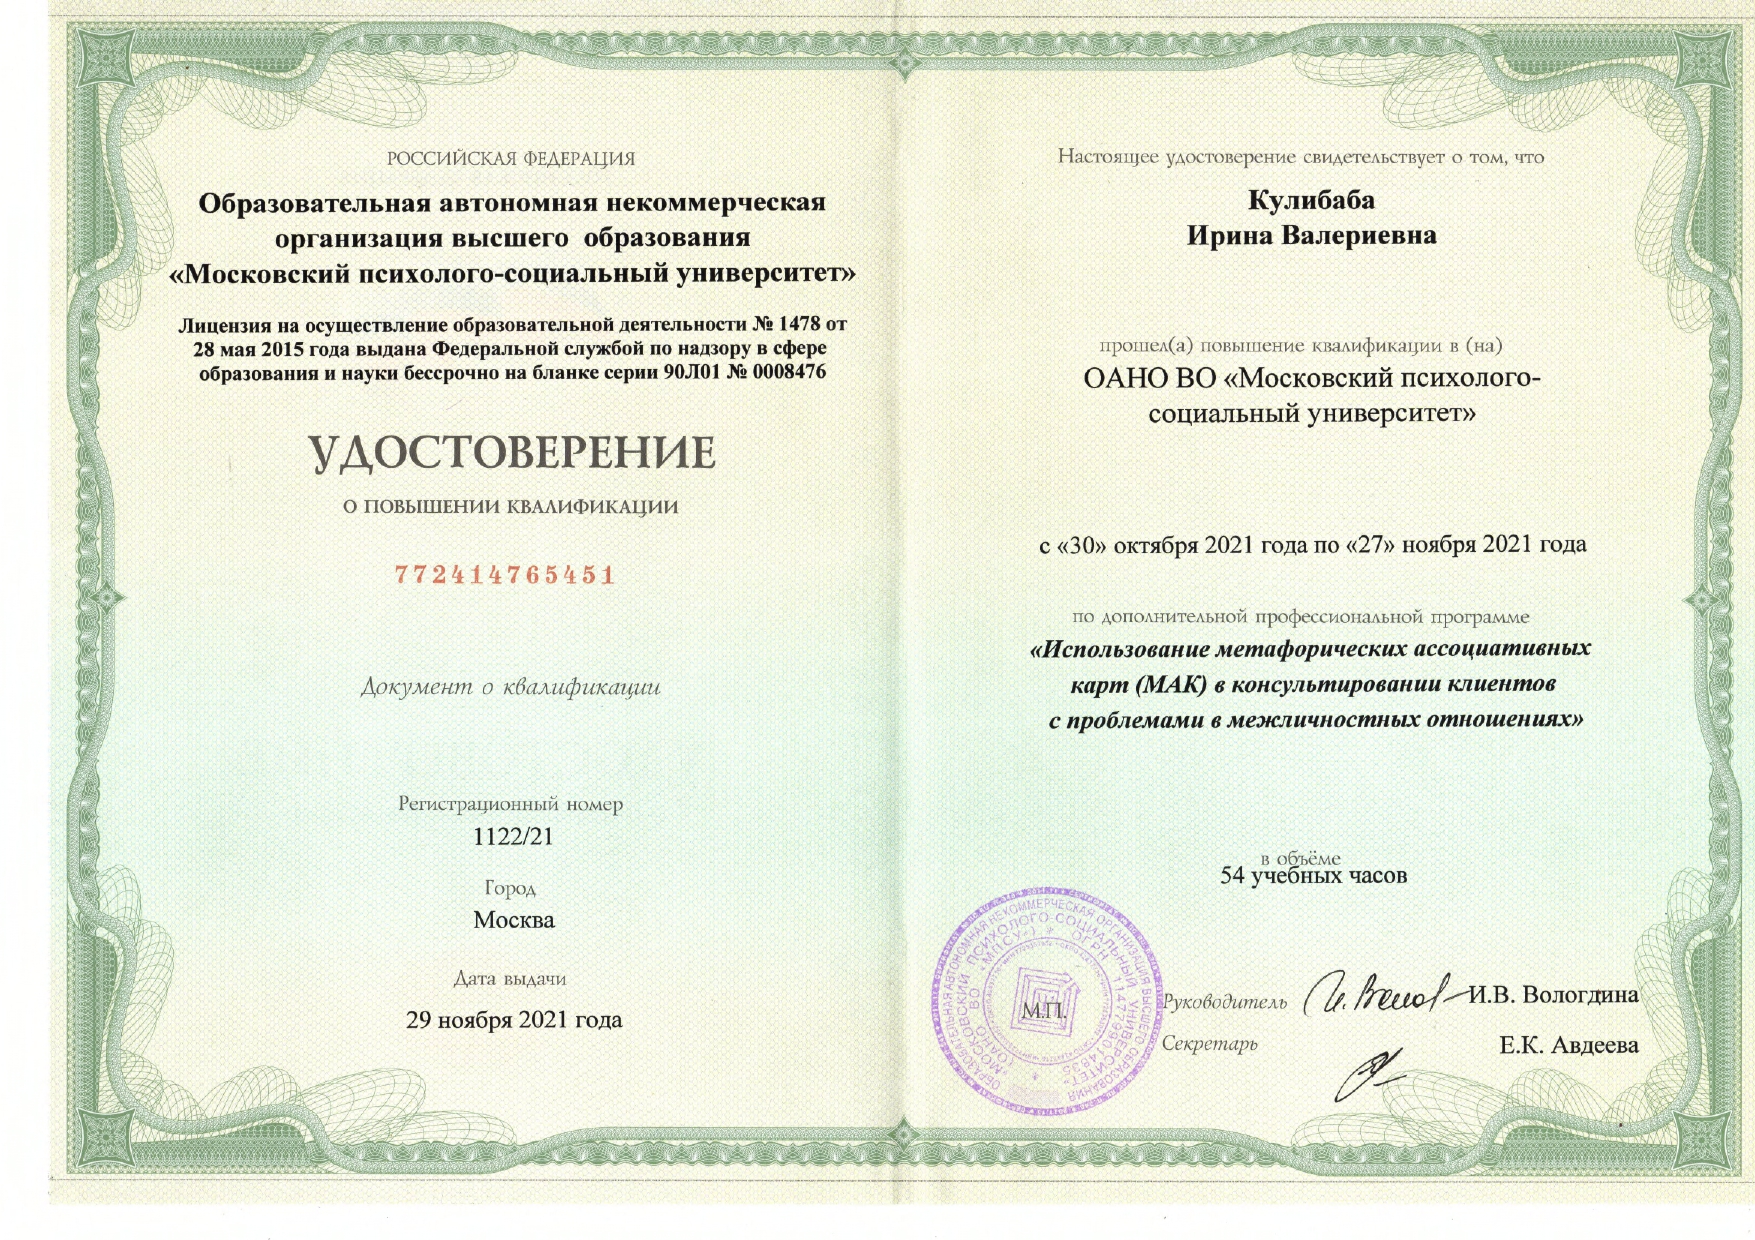 РОССИЙСКАЯ ФЕДЕРАЦИЯ
Образовательная автономная некоммерческая
организация высшего образования
«Московский психолого-социальный университет»
Лицензия на осуществление образовательной деятельности № 1478 от
28 мая 2015 года выдана Федеральной службой по надзору в сфере
образования и науки бессрочно на бланке серии 90Л01 № 0008476
УДОСТОВЕРЕНИЕ
О ПОВЫШЕНИИ КВАЛИФИКАЦИИ
772414765451
Документ о квалификации
Регистрационный номер
1122/21
Город
Москва
Дата выдачи
29 ноября 2021 года
Настоящее удостоверение свидетельствует о том, что
Кулибаба
Ирина Валериевна
прошел(а) повышение квалификации в (на)
ОАНО ВО «Московский психолого-
социальный университет»
с «30» октября 2021 года по «27» ноября 2021 года
по дополнительной профессиональной программе
«Использование метафорических ассоциативных
карт (МАК) в консультировании клиентов
с проблемами в межличностных отношениях»
в объёме
54 учебных часов
ОБРАЗОВАТЕЛЬНАЯ АВТОНОМНАЯ НЕКОММЕРЧЕСКАЯ ОРГАНИЗАЦИЯ ВЫСШЕГО ОБРАЗОВАНИЯ
"МОСКОВСКИЙ ПСИХОЛОГО-СОЦИАЛЬНЫЙ УНИВЕРСИТЕТ"
(ОАНО ВО "МПСУ") * ОГРН 1147799014835
М.П.
Руководитель И.В. Вологдина
Секретарь Е.К. Авдеева